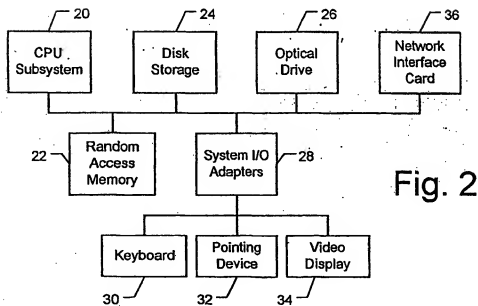 20
24
26
36
CPU
Subsystem
Disk
Storage
Optical
Drive
Network
Interface
Card
22
Random
Access
Memory
System I/O
Adapters
28
Fig. 2
Keyboard
Pointing
Device
Video
Display
30
32
34